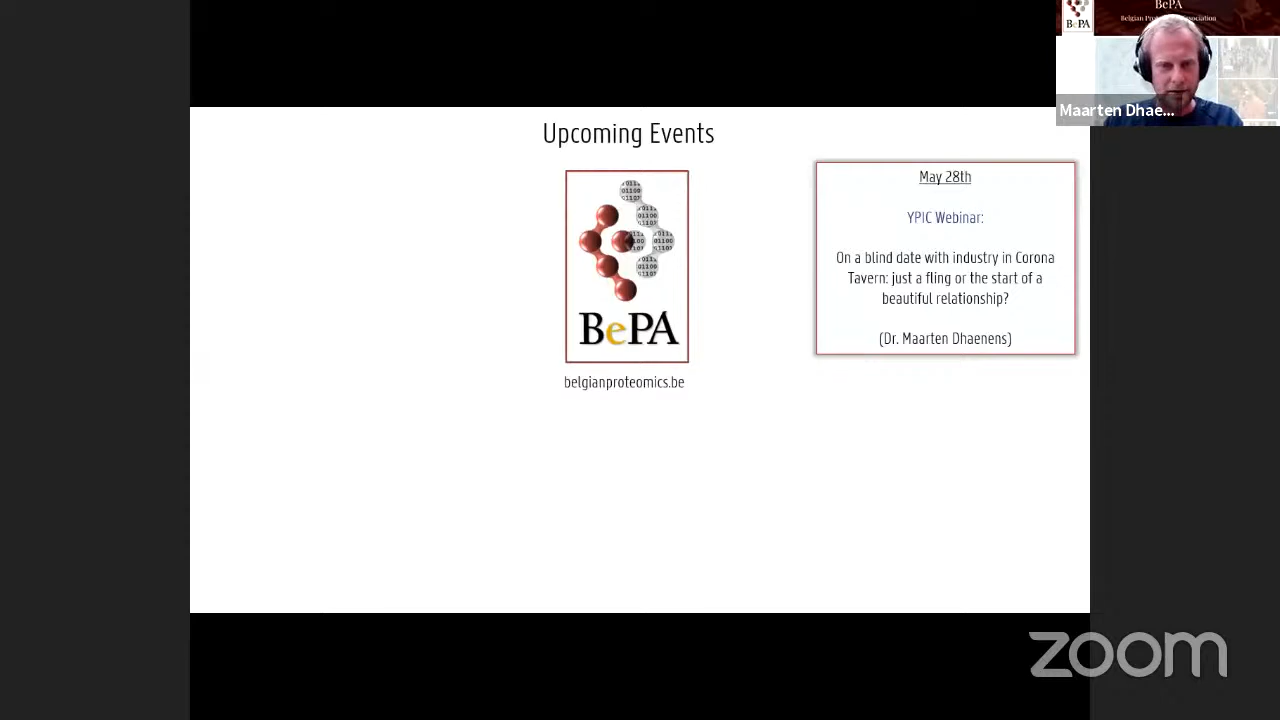 BePA
BePA
Maarten Dhae...
Upcoming Events
BePA
belgianproteomics.be
May 28th
YPIC Webinar:
On a blind date with industry in Corona
Tavern: just a fling or the start of a
beautiful relationship?
(Dr. Maarten Dhaenens)
zoom